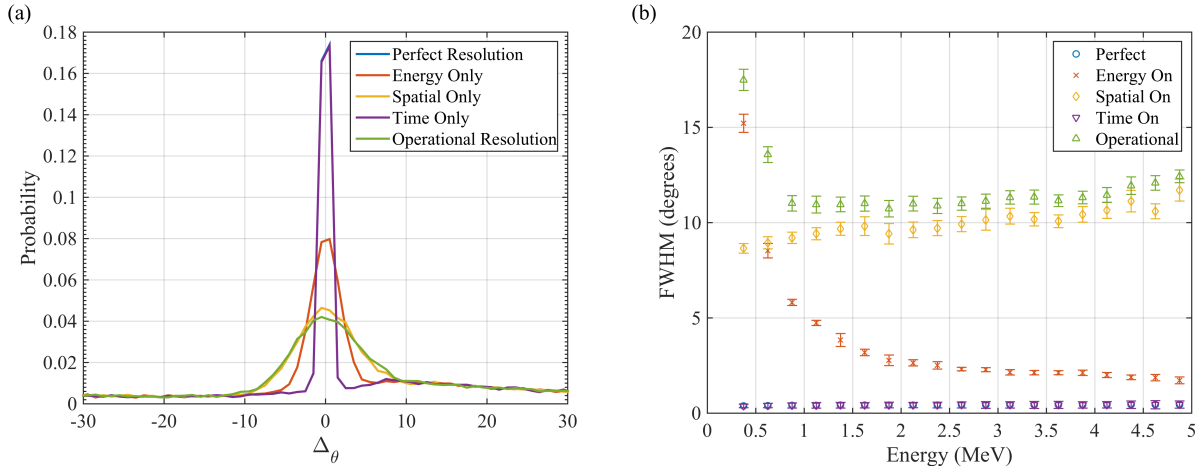 (a)
0.18
0.16
0.14
0.12
0.1
0.08
0.06
0.04
0.02
0
Probability
-30
-20
-10
0
10
20
30
Δθ
Perfect Resolution
Energy Only
Spatial Only
Time Only
Operational Resolution
(b)
20
15
10
5
0
FWHM (degrees)
0
0.5
1
1.5
2
2.5
3
3.5
4
4.5
5
Energy (MeV)
Perfect
Energy On
Spatial On
Time On
Operational